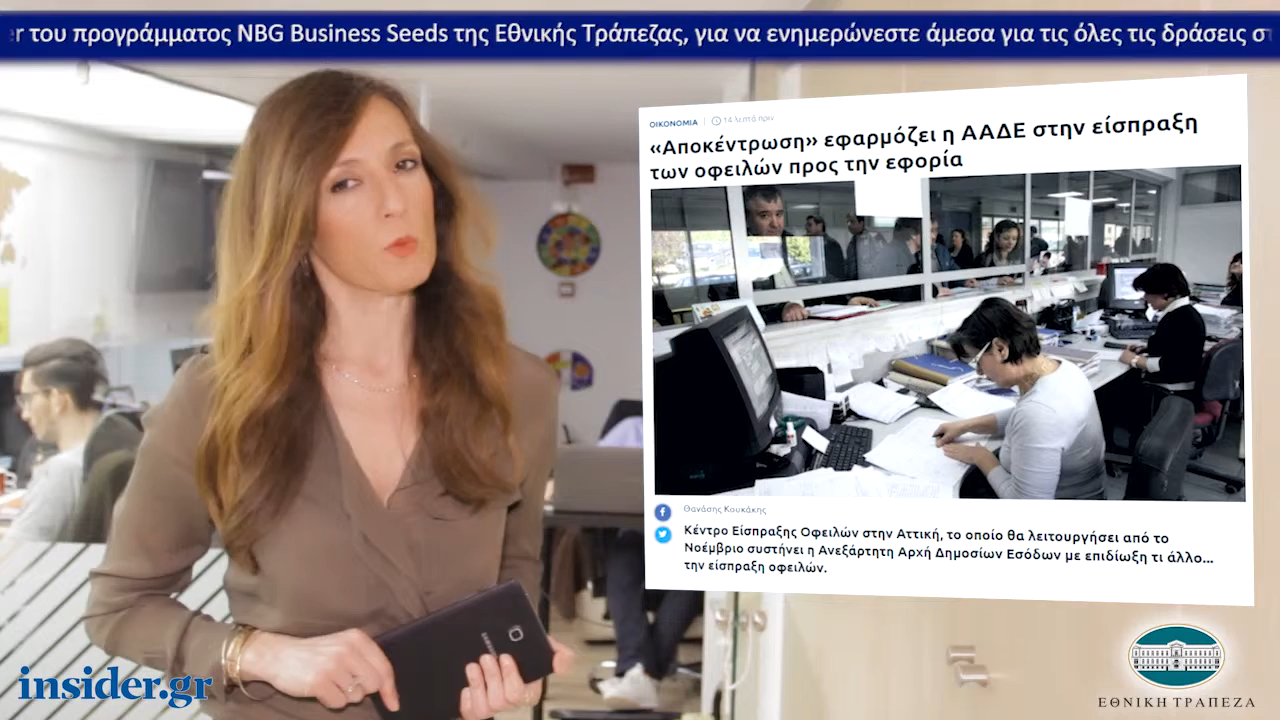 του προγράμματος NBG Business Seeds της Εθνικής Τράπεζας, για να ενημερώνεστε άμεσα για τις όλες τις δράσεις
ΟΙΚΟΝΟΜΙΑ | 14 λεπτά πριν
«Αποκέντρωση» εφαρμόζει η ΑΑΔΕ στην είσπραξη
των οφειλών προς την εφορία
Θανάσης Κουκάκης
Κέντρο Είσπραξης Οφειλών στην Αττική, το οποίο θα λειτουργήσει από το
Νοέμβριο συστήνει η Ανεξάρτητη Αρχή Δημοσίων Εσόδων με επιδίωξη τι άλλο...
την είσπραξη οφειλών.
SAMSUNG
insider.gr
ΕΘΝΙΚΗ ΤΡΑΠΕΖΑ